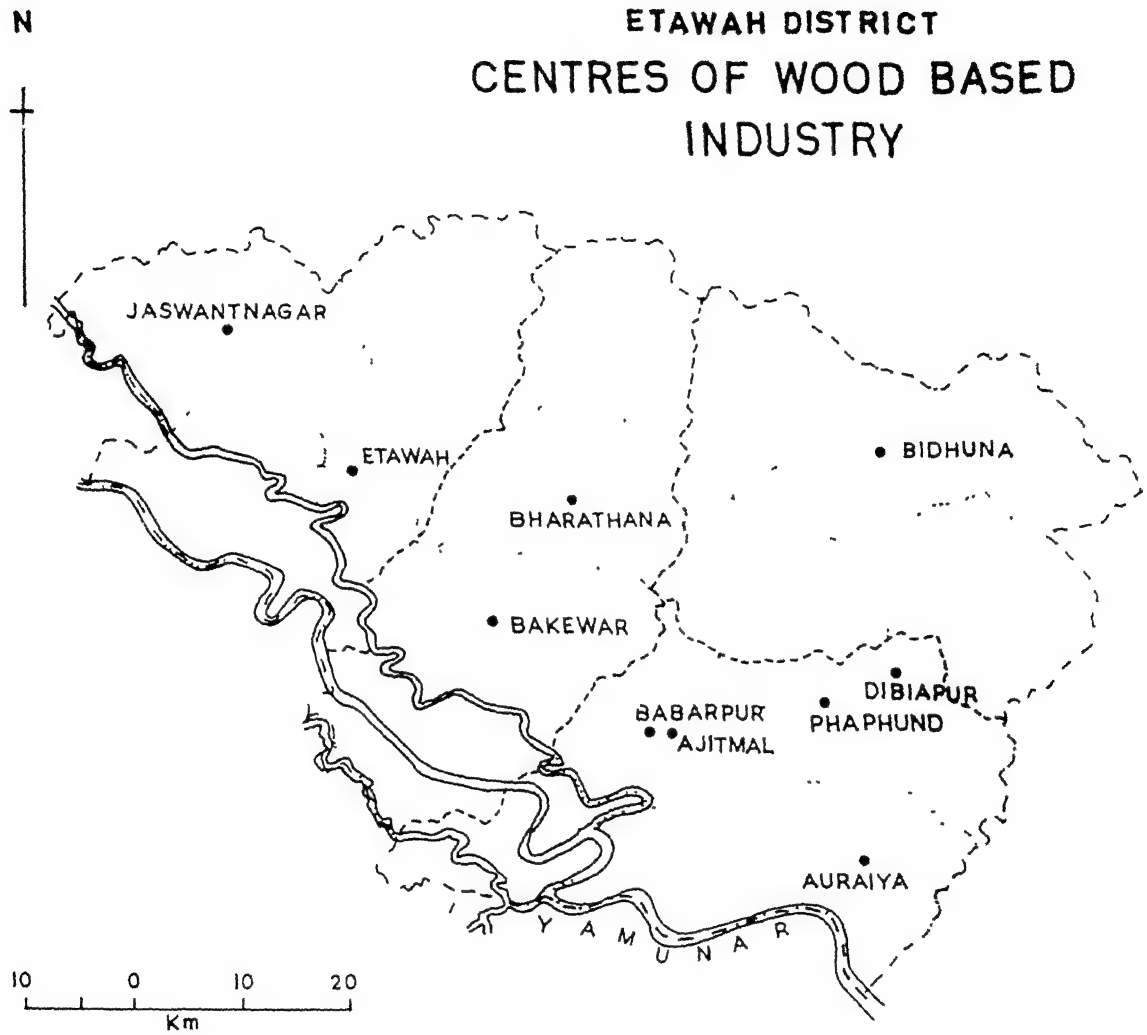 N
ETAWAH DISTRICT
CENTRES OF WOOD BASED
INDUSTRY
JASWANTNAGAR
ETAWAH
BIDHUNA
BHARATHANA
BAKEWAR
DIBIAPUR
PHAPHUND
BABARPUR
AJITMAL
AURAIYA
YAMUNA R
10 0 10 20
Km